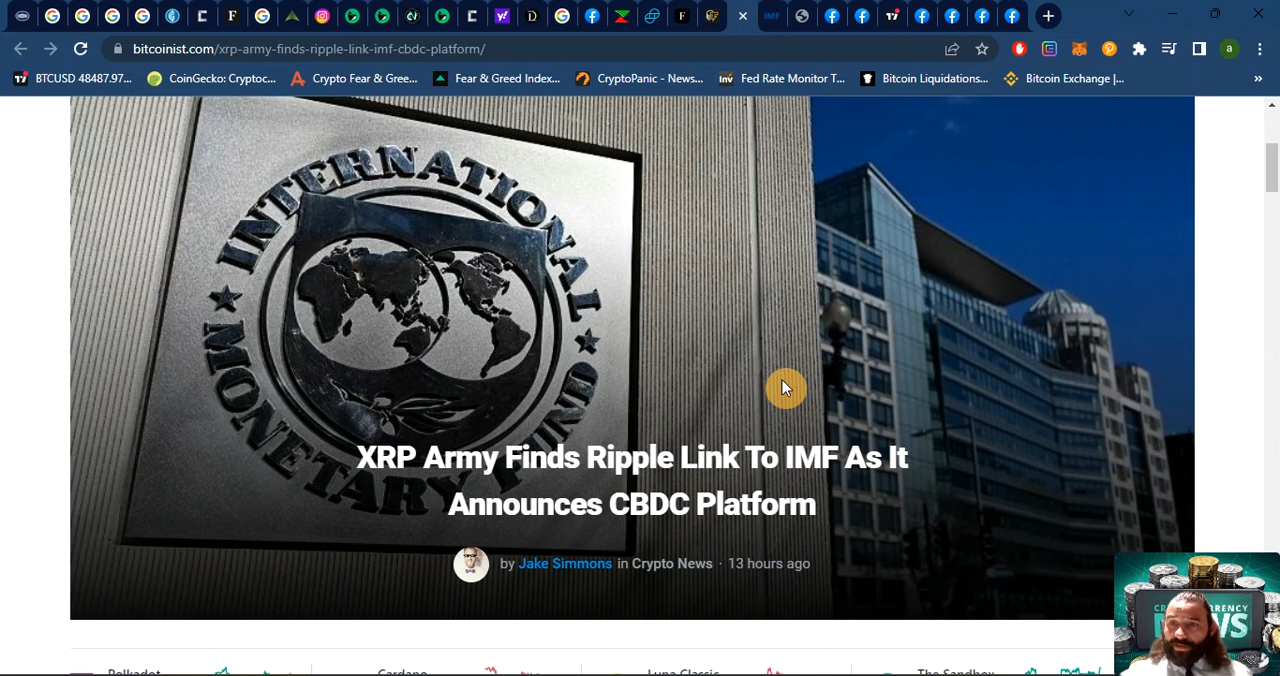 bitcoinist.com/xrp-army-finds-ripple-link-imf-cbdc-platform/
a
BTCUSD 48487.97...
CoinGecko: Cryptoc...
Crypto Fear & Gree...
Fear & Greed Index...
CryptoPanic - News...
Fed Rate Monitor T...
Bitcoin Liquidations...
Bitcoin Exchange |...
INTERNATIONAL
MONETARY FUND
XRP Army Finds Ripple Link To IMF As It
Announces CBDC Platform
by Jake Simmons in Crypto News · 13 hours ago
Polkadot
Cardano
Luna Classic
The Sandbox